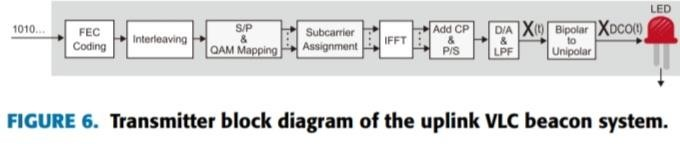 1010...
FEC
Coding
Interleaving
S/P
&
QAM Mapping
Subcarrier
Assignment
IFFT
Add CP
&
P/S
D/A
&
LPF
X(t)
Bipolar
to
Unipolar
XDCO(t)
LED
FIGURE 6. Transmitter block diagram of the uplink VLC beacon system.